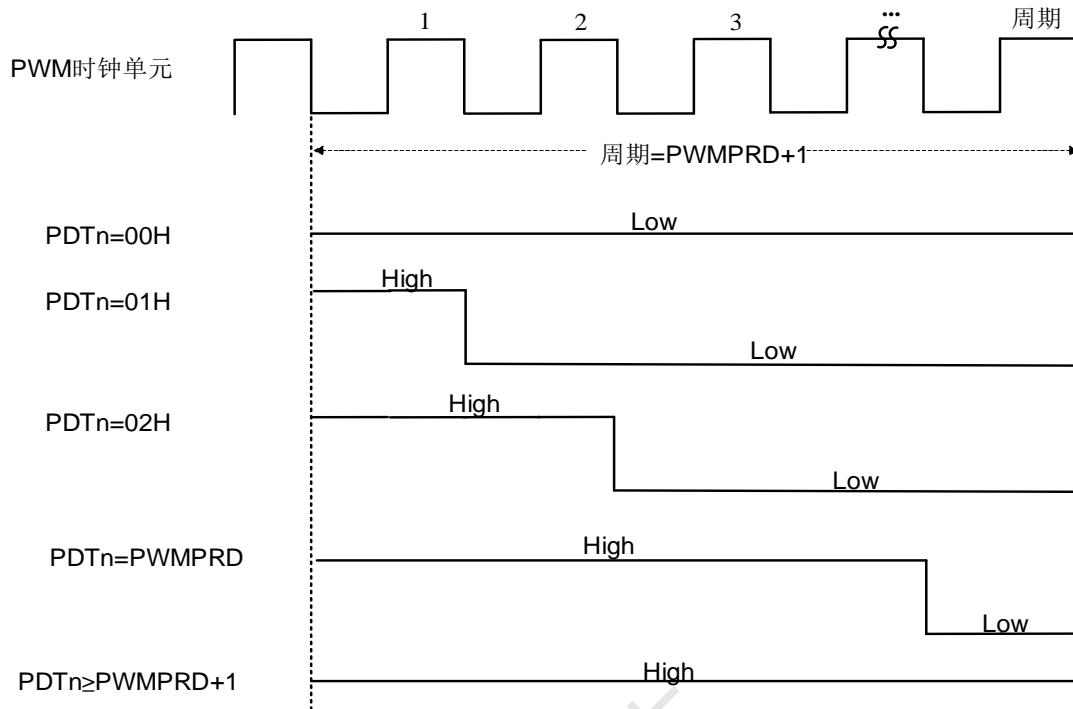 1 2 3 ... 周期
PWM时钟单元
周期=PWMPRD+1
PDTn=00H Low
PDTn=01H High Low
PDTn=02H High Low
PDTn=PWMPRD High Low
PDTn≥PWMPRD+1 High